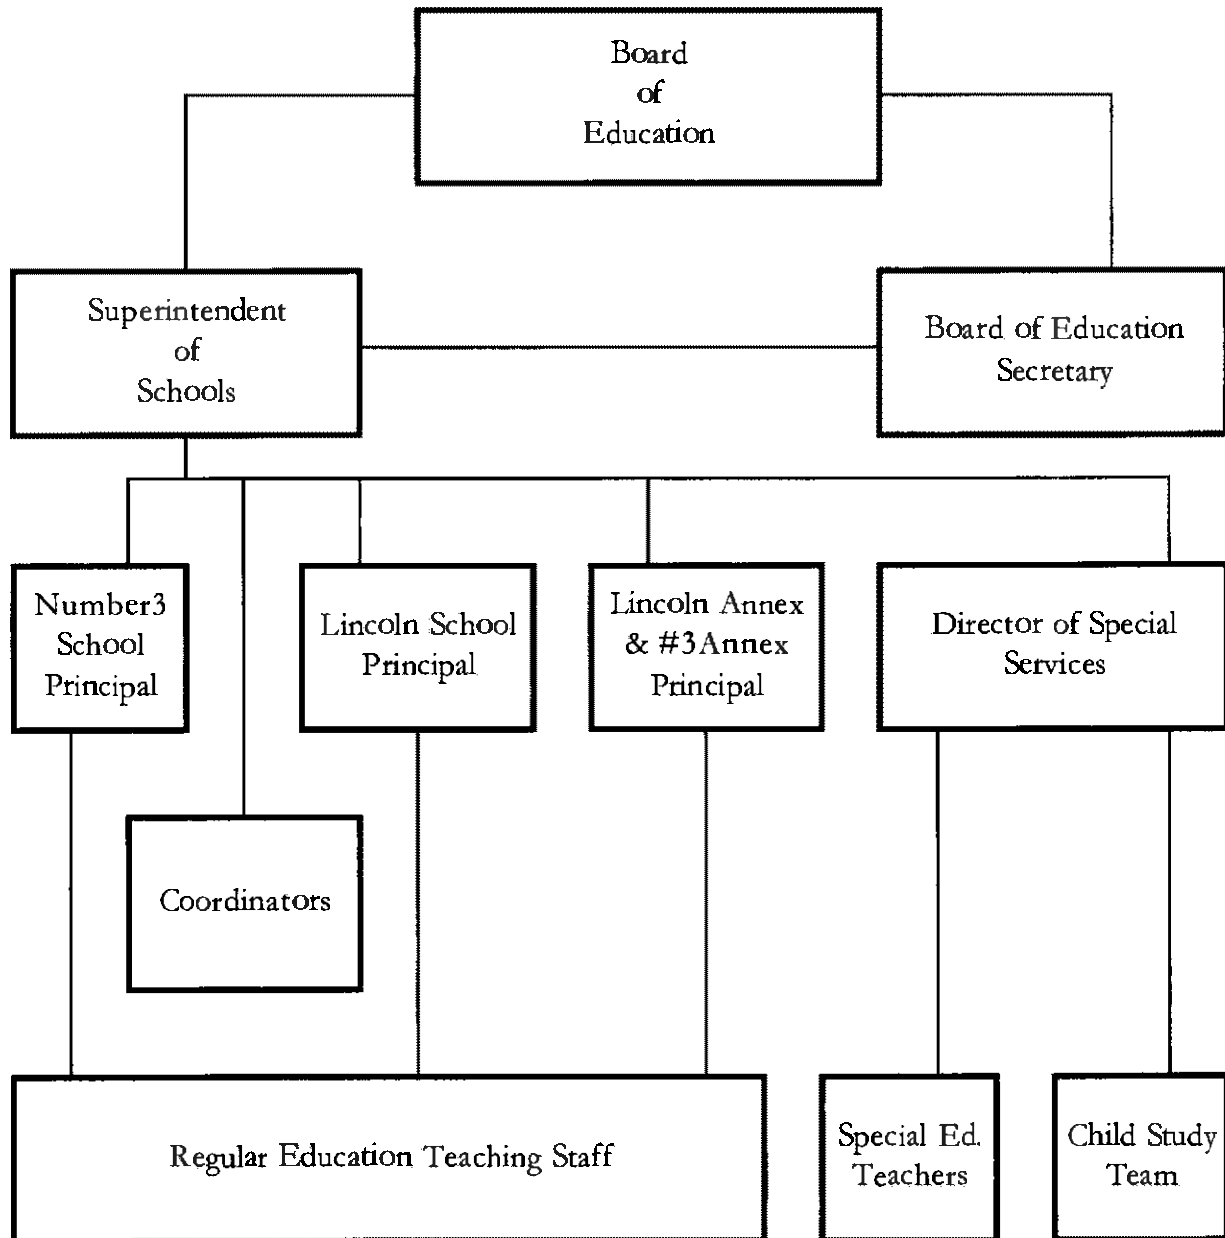 Board
of
Education
Superintendent
of
Schools
Board of Education
Secretary
Number3
School
Principal
Lincoln School
Principal
Lincoln Annex
& #3Annex
Principal
Director of Special
Services
Coordinators
Regular Education Teaching Staff
Special Ed.
Teachers
Child Study
Team